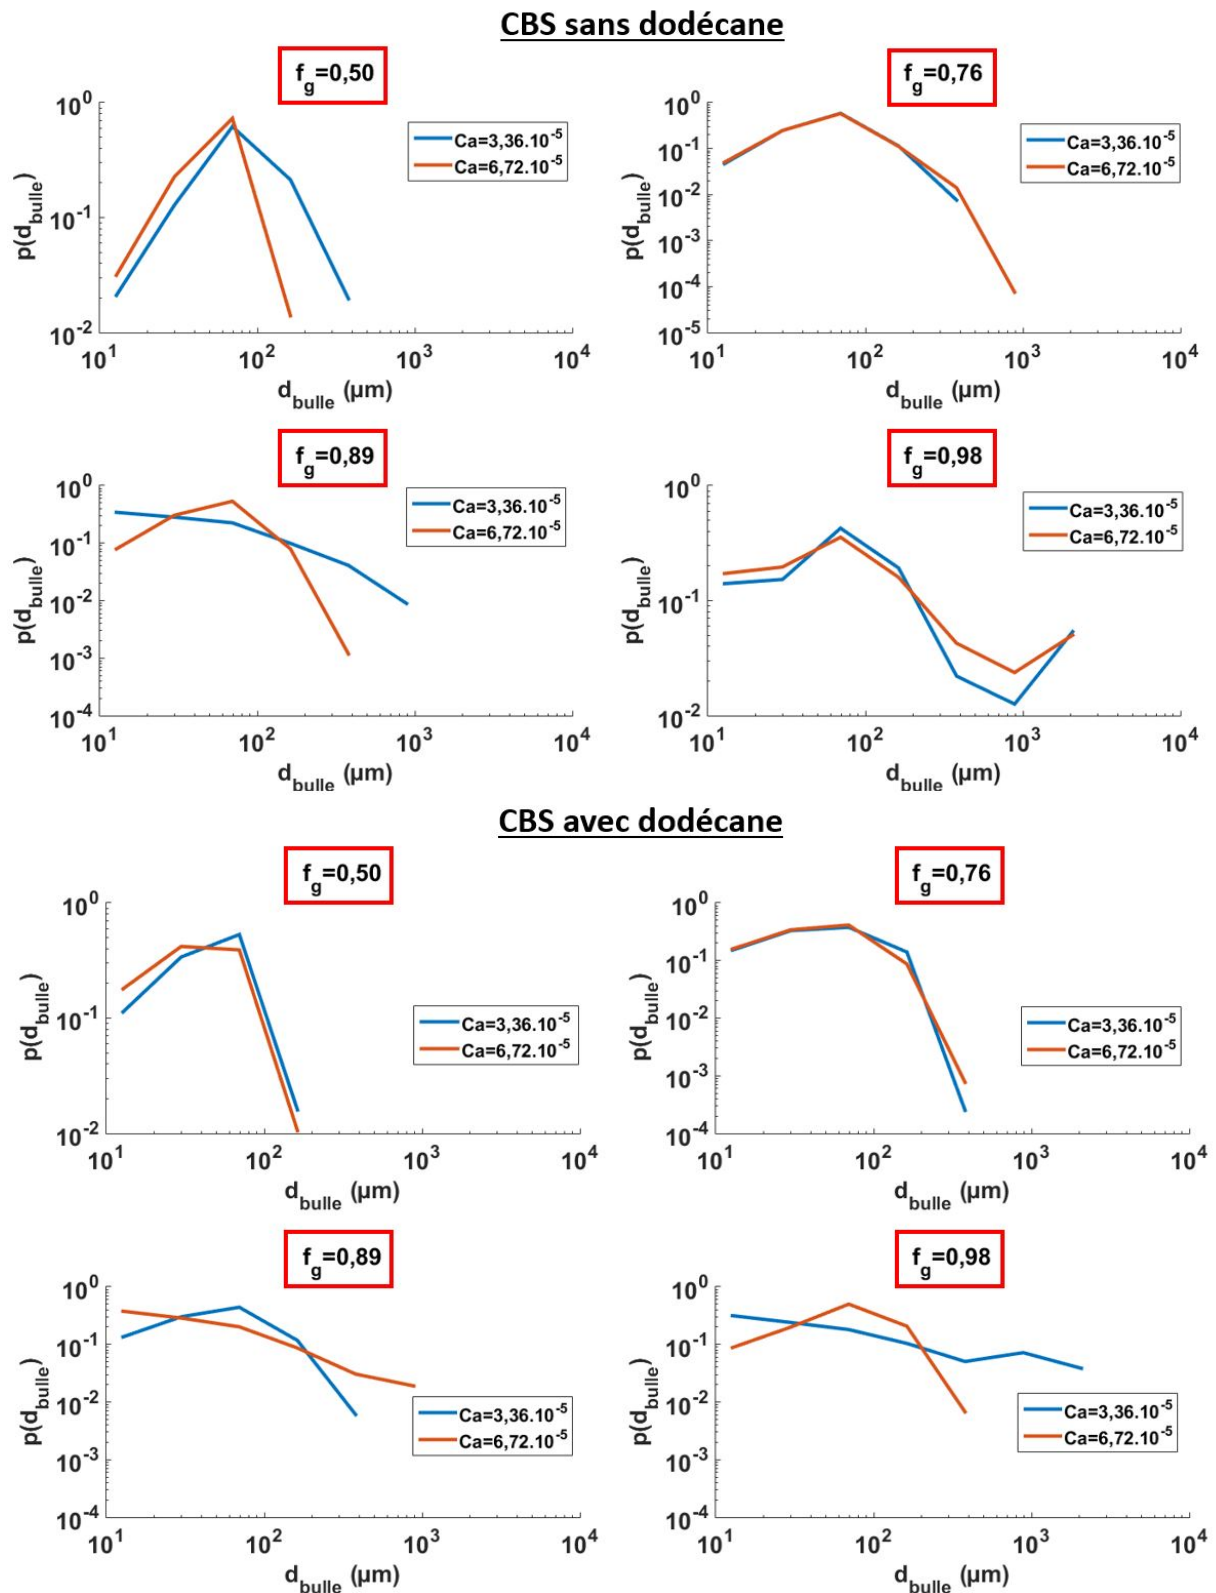 CBS sans dodécane
f_g=0,50
10^0
10^-1
10^-2
p(d_bulle)
Ca=3,36.10^-5
Ca=6,72.10^-5
10^1 10^2 10^3 10^4
d_bulle (µm)
f_g=0,76
10^0
10^-1
10^-2
10^-3
10^-4
10^-5
p(d_bulle)
Ca=3,36.10^-5
Ca=6,72.10^-5
10^1 10^2 10^3 10^4
d_bulle (µm)
f_g=0,89
10^0
10^-1
10^-2
10^-3
10^-4
p(d_bulle)
Ca=3,36.10^-5
Ca=6,72.10^-5
10^1 10^2 10^3 10^4
d_bulle (µm)
f_g=0,98
10^0
10^-1
10^-2
p(d_bulle)
Ca=3,36.10^-5
Ca=6,72.10^-5
10^1 10^2 10^3 10^4
d_bulle (µm)
CBS avec dodécane
f_g=0,50
10^0
10^-1
10^-2
p(d_bulle)
Ca=3,36.10^-5
Ca=6,72.10^-5
10^1 10^2 10^3 10^4
d_bulle (µm)
f_g=0,76
10^0
10^-1
10^-2
10^-3
10^-4
p(d_bulle)
Ca=3,36.10^-5
Ca=6,72.10^-5
10^1 10^2 10^3 10^4
d_bulle (µm)
f_g=0,89
10^0
10^-1
10^-2
10^-3
10^-4
p(d_bulle)
Ca=3,36.10^-5
Ca=6,72.10^-5
10^1 10^2 10^3 10^4
d_bulle (µm)
f_g=0,98
10^0
10^-1
10^-2
10^-3
10^-4
p(d_bulle)
Ca=3,36.10^-5
Ca=6,72.10^-5
10^1 10^2 10^3 10^4
d_bulle (µm)